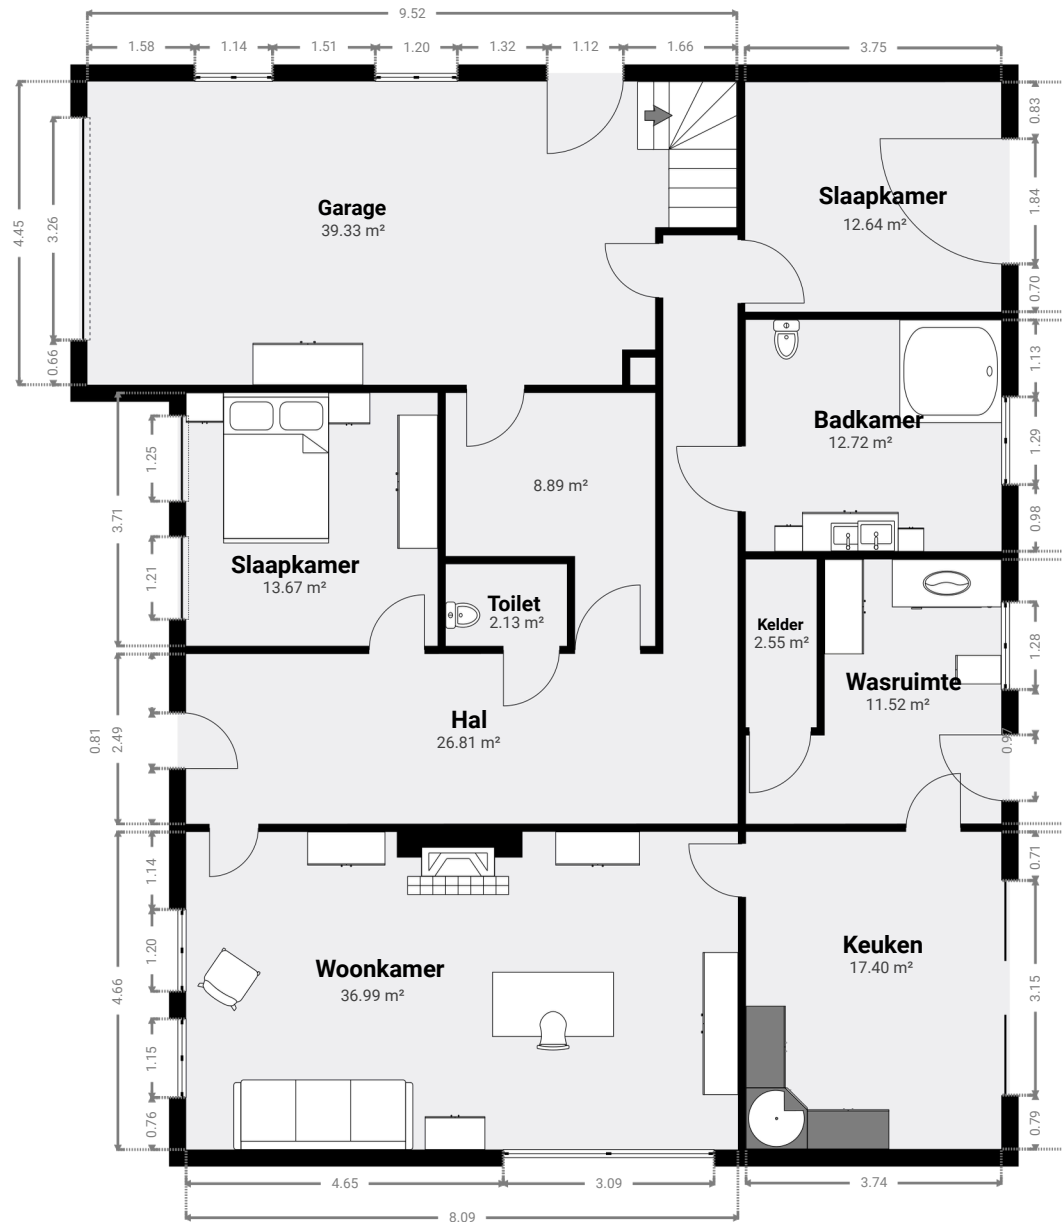 9.52
1.58
1.14
1.51
1.20
1.32
1.12
1.66
3.75
4.45
3.26
0.66
0.83
1.84
0.70
Garage
39.33 m²
Slaapkamer
12.64 m²
1.13
1.29
0.98
Badkamer
12.72 m²
3.71
1.25
1.21
8.89 m²
Slaapkamer
13.67 m²
Toilet
2.13 m²
Kelder
2.55 m²
Wasruimte
11.52 m²
1.28
Hal
26.81 m²
0.81
2.49
4.66
1.14
1.20
1.15
0.76
Woonkamer
36.99 m²
Keuken
17.40 m²
0.71
3.15
0.79
4.65
3.09
3.74
8.09